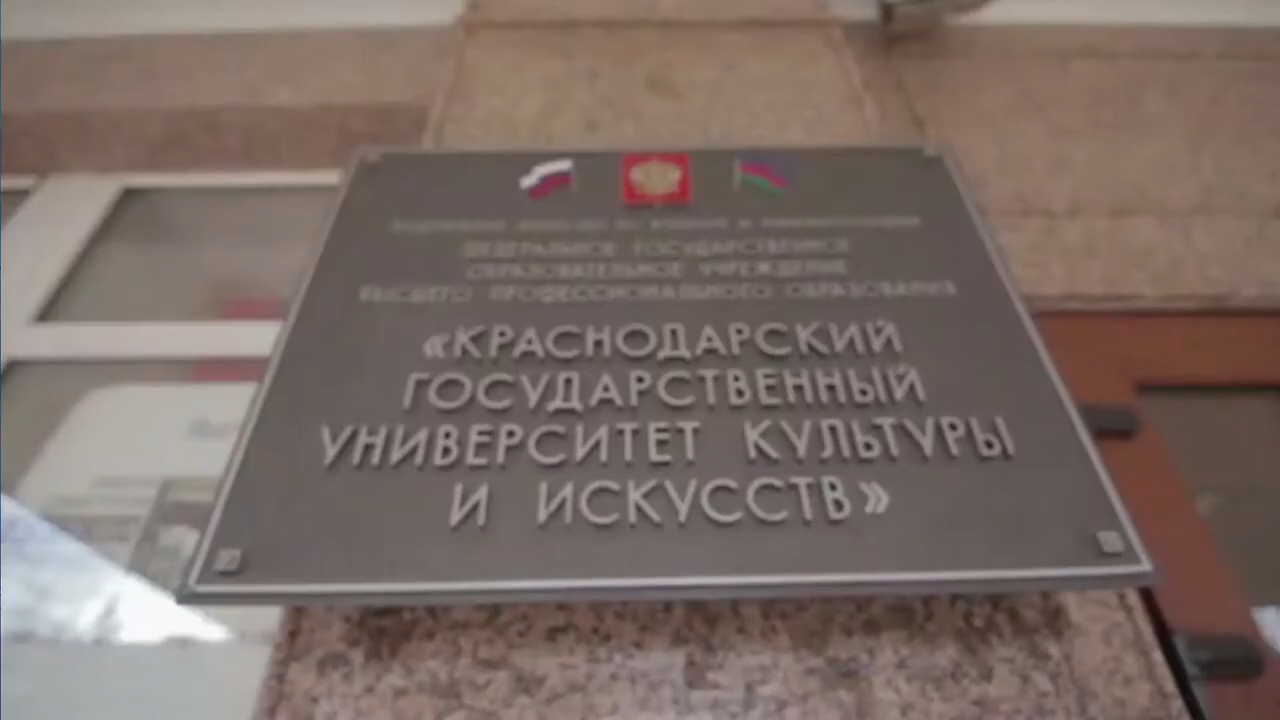 ФЕДЕРАЛЬНОЕ ГОСУДАРСТВЕННОЕ
ОБРАЗОВАТЕЛЬНОЕ УЧРЕЖДЕНИЕ
ВЫСШЕГО ПРОФЕССИОНАЛЬНОГО ОБРАЗОВАНИЯ
«КРАСНОДАРСКИЙ
ГОСУДАРСТВЕННЫЙ
УНИВЕРСИТЕТ КУЛЬТУРЫ
И ИСКУССТВ»